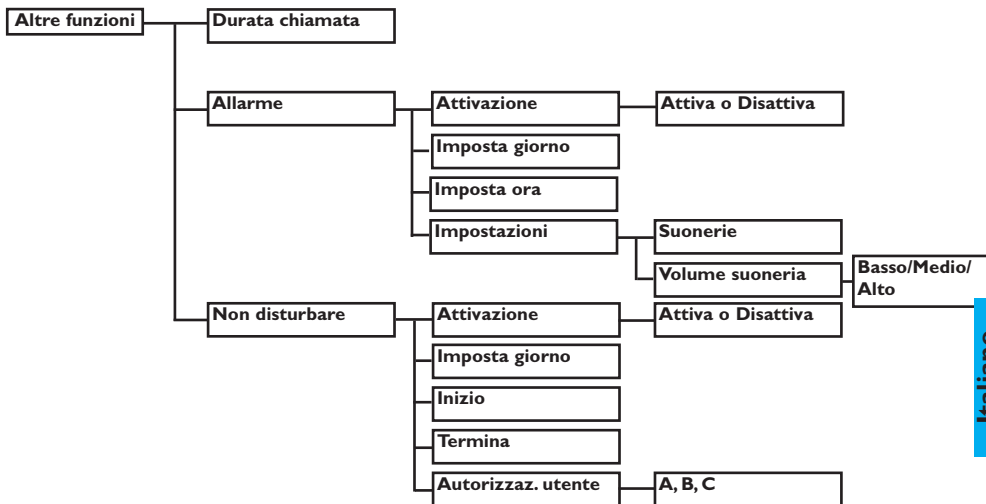 Altre funzioni
Durata chiamata
Allarme
Attivazione
Attiva o Disattiva
Imposta giorno
Imposta ora
Impostazioni
Suonerie
Volume suoneria
Basso/Medio/
Alto
Non disturbare
Attivazione
Attiva o Disattiva
Imposta giorno
Inizio
Termina
Autorizzaz. utente
A, B, C
Italiano